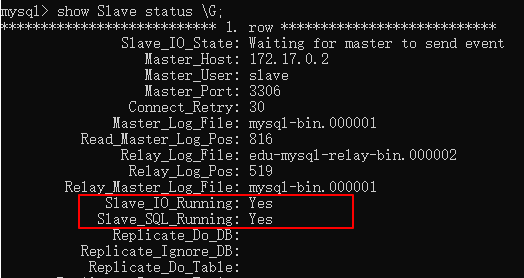 mysql> show Slave status \G;
*************************** 1. row ***************************
Slave_IO_State: Waiting for master to send event
Master_Host: 172.17.0.2
Master_User: slave
Master_Port: 3306
Connect_Retry: 30
Master_Log_File: mysql-bin.000001
Read_Master_Log_Pos: 816
Relay_Log_File: edu-mysql-relay-bin.000002
Relay_Log_Pos: 519
Relay_Master_Log_File: mysql-bin.000001
Slave_IO_Running: Yes
Slave_SQL_Running: Yes
Replicate_Do_DB:
Replicate_Ignore_DB:
Replicate_Do_Table: